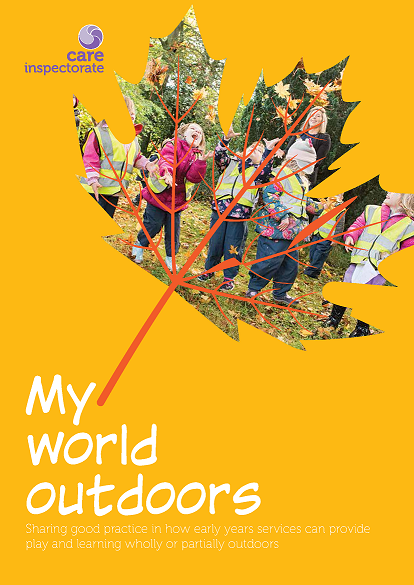 care
inspectorate
My
world
outdoors
Sharing good practice in how early years services can provide
play and learning wholly or partially outdoors